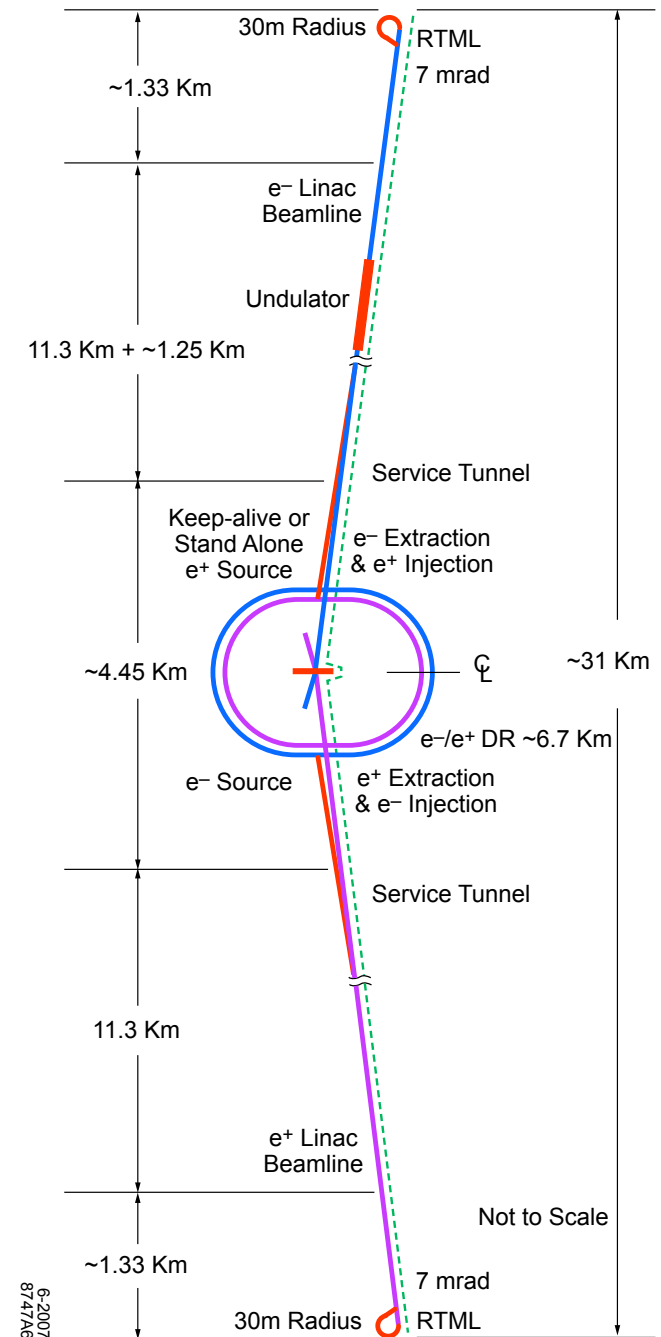 30m Radius
RTML
7 mrad
~1.33 Km
e– Linac
Beamline
Undulator
11.3 Km + ~1.25 Km
Service Tunnel
Keep-alive or
Stand Alone
e+ Source
e– Extraction
& e+ Injection
~4.45 Km
℄
~31 Km
e–/e+ DR ~6.7 Km
e– Source
e+ Extraction
& e– Injection
Service Tunnel
11.3 Km
e+ Linac
Beamline
Not to Scale
~1.33 Km
7 mrad
30m Radius
RTML
6-2007
8747A6